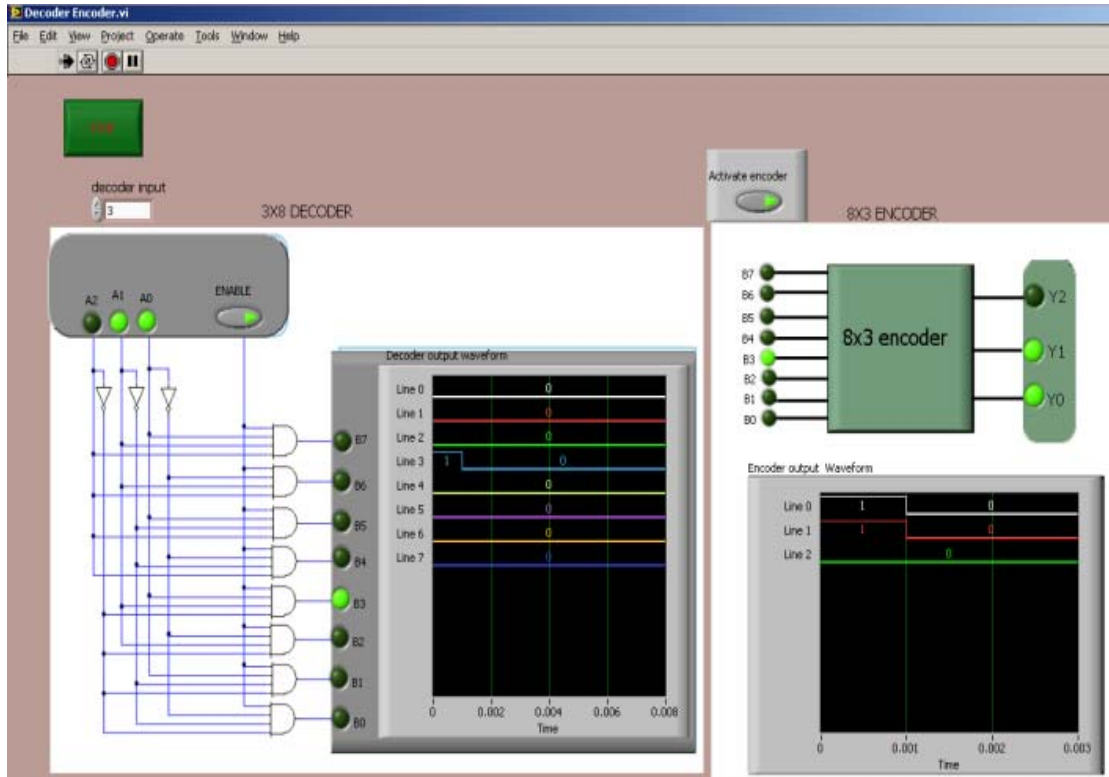 Decoder Encoder.vi
File Edit View Project Operate Tools Window Help
decoder input
3
3X8 DECODER
A2 A1 A0 ENABLE
Decoder output waveform
Line 0 0
Line 1 0
Line 2 0
Line 3 1 0
Line 4 0
Line 5 0
Line 6 0
Line 7 0
B7
B6
B5
B4
B3
B2
B1
B0
0 0.002 0.004 0.006 0.008
Time
Activate encoder
8X3 ENCODER
B7
B6
B5
B4
B3
B2
B1
B0
8x3 encoder
Y2
Y1
Y0
Encoder output Waveform
Line 0 1 0
Line 1 1 0
Line 2 0
0 0.001 0.002 0.003
Time